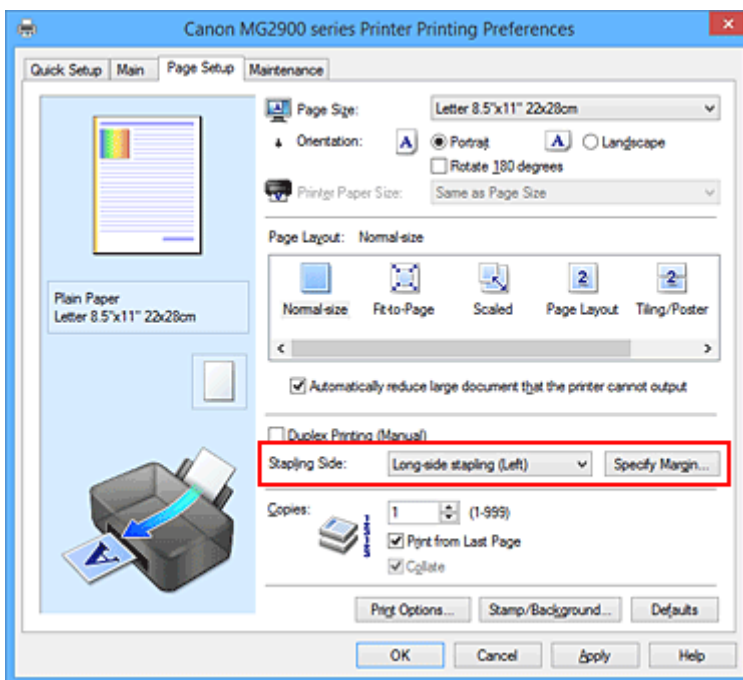 Canon MG2900 series Printer Printing Preferences
Quick Setup Main Page Setup Maintenance
Page Size: Letter 8.5"x11" 22x28cm
Orientation: A Portrait A Landscape
Rotate 180 degrees
Printer Paper Size: Same as Page Size
Page Layout: Normal-size
2 2
Normal-size Fit-to-Page Scaled Page Layout Tiling/Poster
Plain Paper
Letter 8.5"x11" 22x28cm
Automatically reduce large document that the printer cannot output
Duplex Printing (Manual)
Stapling Side: Long-side stapling (Left) Specify Margin...
Copies: 1 (1-999)
Print from Last Page
Collate
A
Print Options... Stamp/Background... Defaults
OK Cancel Apply Help